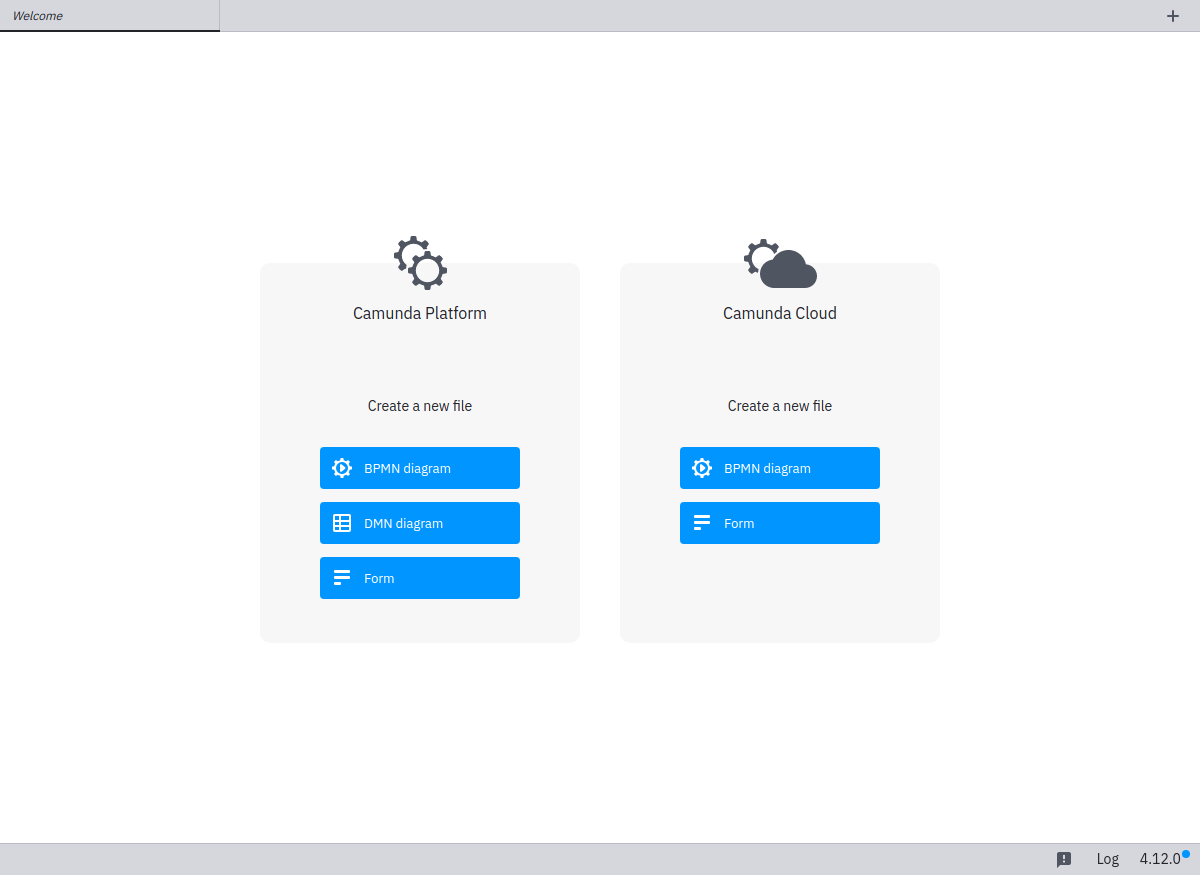 Welcome
Camunda Platform
Create a new file
BPMN diagram
DMN diagram
Form
Camunda Cloud
Create a new file
BPMN diagram
Form
Log 4.12.0